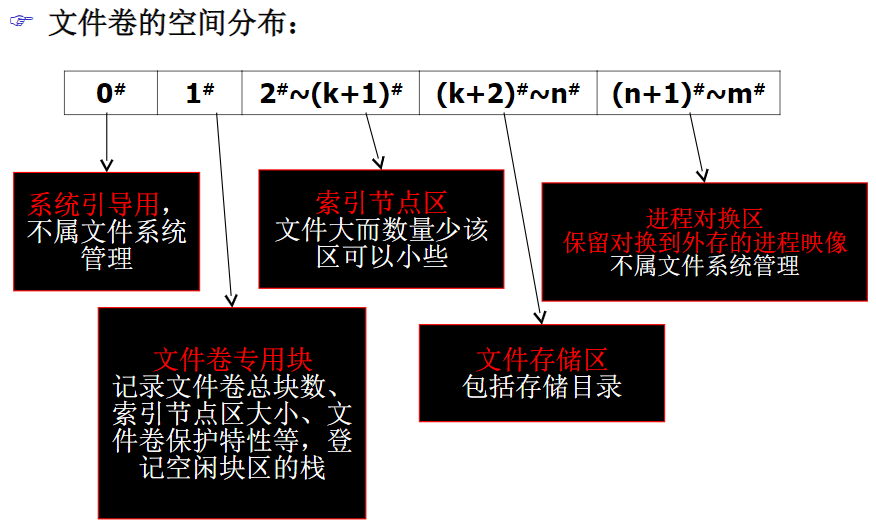 ☞ 文件卷的空间分布：
0# 1# 2#~(k+1)# (k+2)#~n# (n+1)#~m#
系统引导用，
不属文件系统
管理
索引节点区
文件大而数量少该
区可以小些
进程对换区
保留对换到外存的进程映像
不属文件系统管理
文件卷专用块
记录文件卷总块数、
索引节点区大小、文
件卷保护特性等，登
记空闲块区的栈
文件存储区
包括存储目录